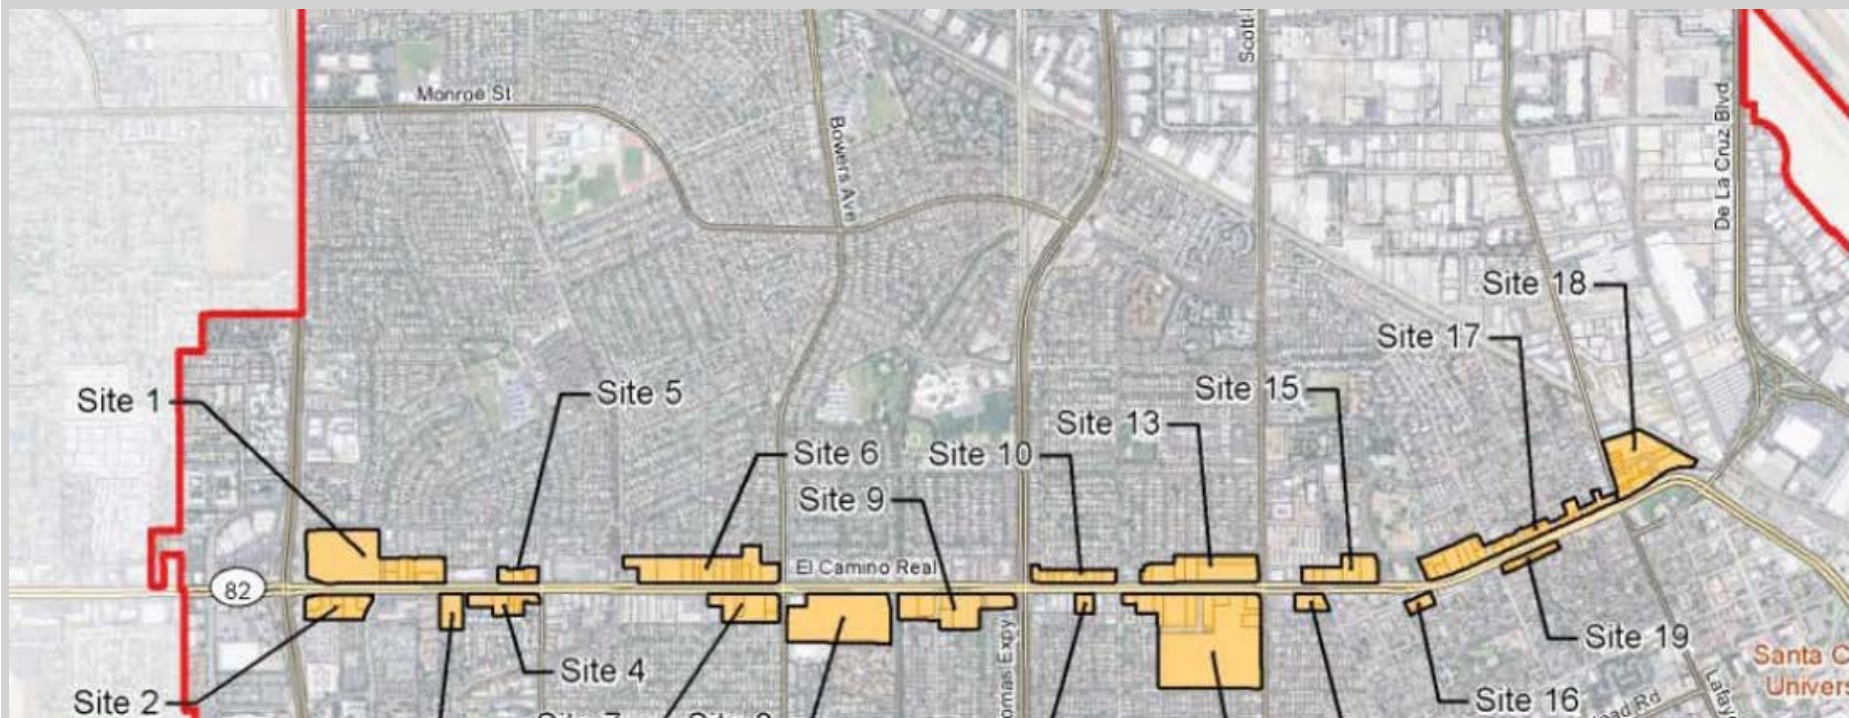 Monroe St
Bowers Ave
Scott
De La Cruz Blvd
Site 18
Site 17
Site 1
Site 5
Site 15
Site 13
Site 6
Site 10
Site 9
El Camino Real
82
Site 4
Site 19
Site 2
Site 16
Expy
Santa C
Univers
Rd